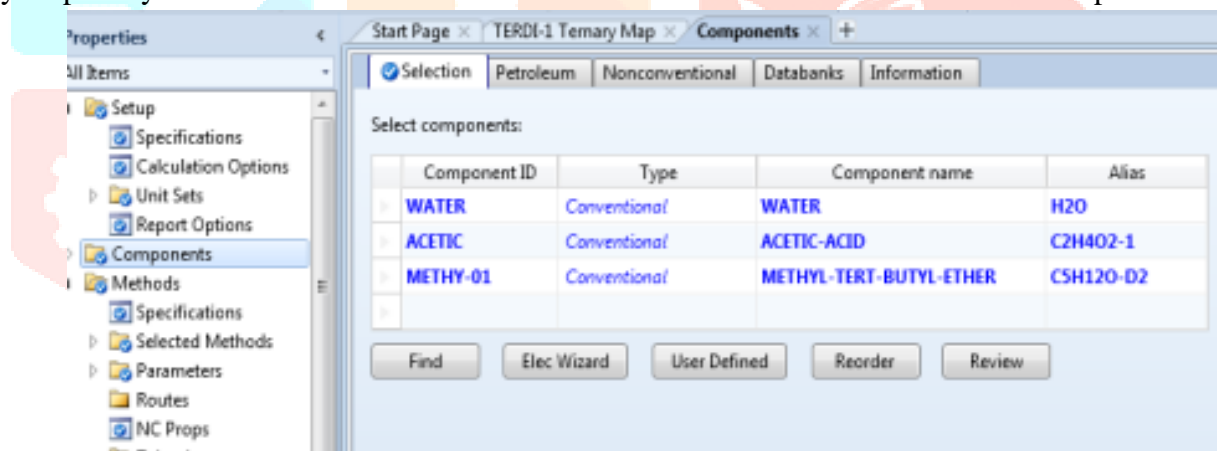 Properties
Start Page TERDI-1 Ternary Map Components +
All Items
Selection Petroleum Nonconventional Databanks Information
Setup
Specifications
Calculation Options
Unit Sets
Report Options
Components
Methods
Specifications
Selected Methods
Parameters
Routes
NC Props
Select components:
Component ID Type Component name Alias
WATER Conventional WATER H2O
ACETIC Conventional ACETIC-ACID C2H4O2-1
METHY-01 Conventional METHYL-TERT-BUTYL-ETHER C5H12O-D2
Find Elec Wizard User Defined Reorder Review